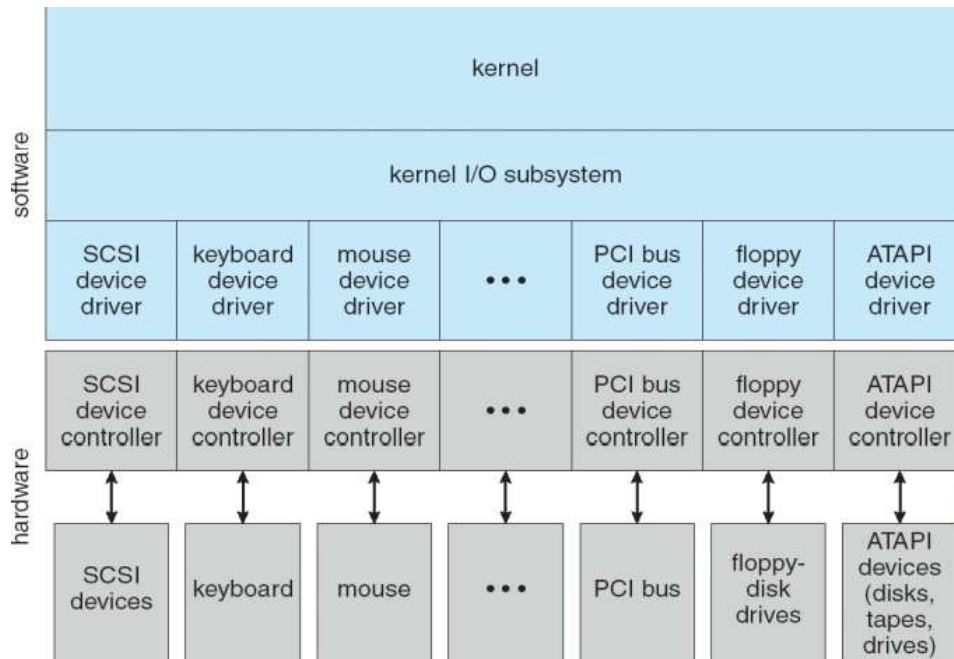 software
kernel
kernel I/O subsystem
SCSI
device
driver
keyboard
device
driver
mouse
device
driver
•••
PCI bus
device
driver
floppy
device
driver
ATAPI
device
driver
hardware
SCSI
device
controller
keyboard
device
controller
mouse
device
controller
•••
PCI bus
device
controller
floppy
device
controller
ATAPI
device
controller
SCSI
devices
keyboard
mouse
•••
PCI bus
floppy-
disk
drives
ATAPI
devices
(disks,
tapes,
drives)